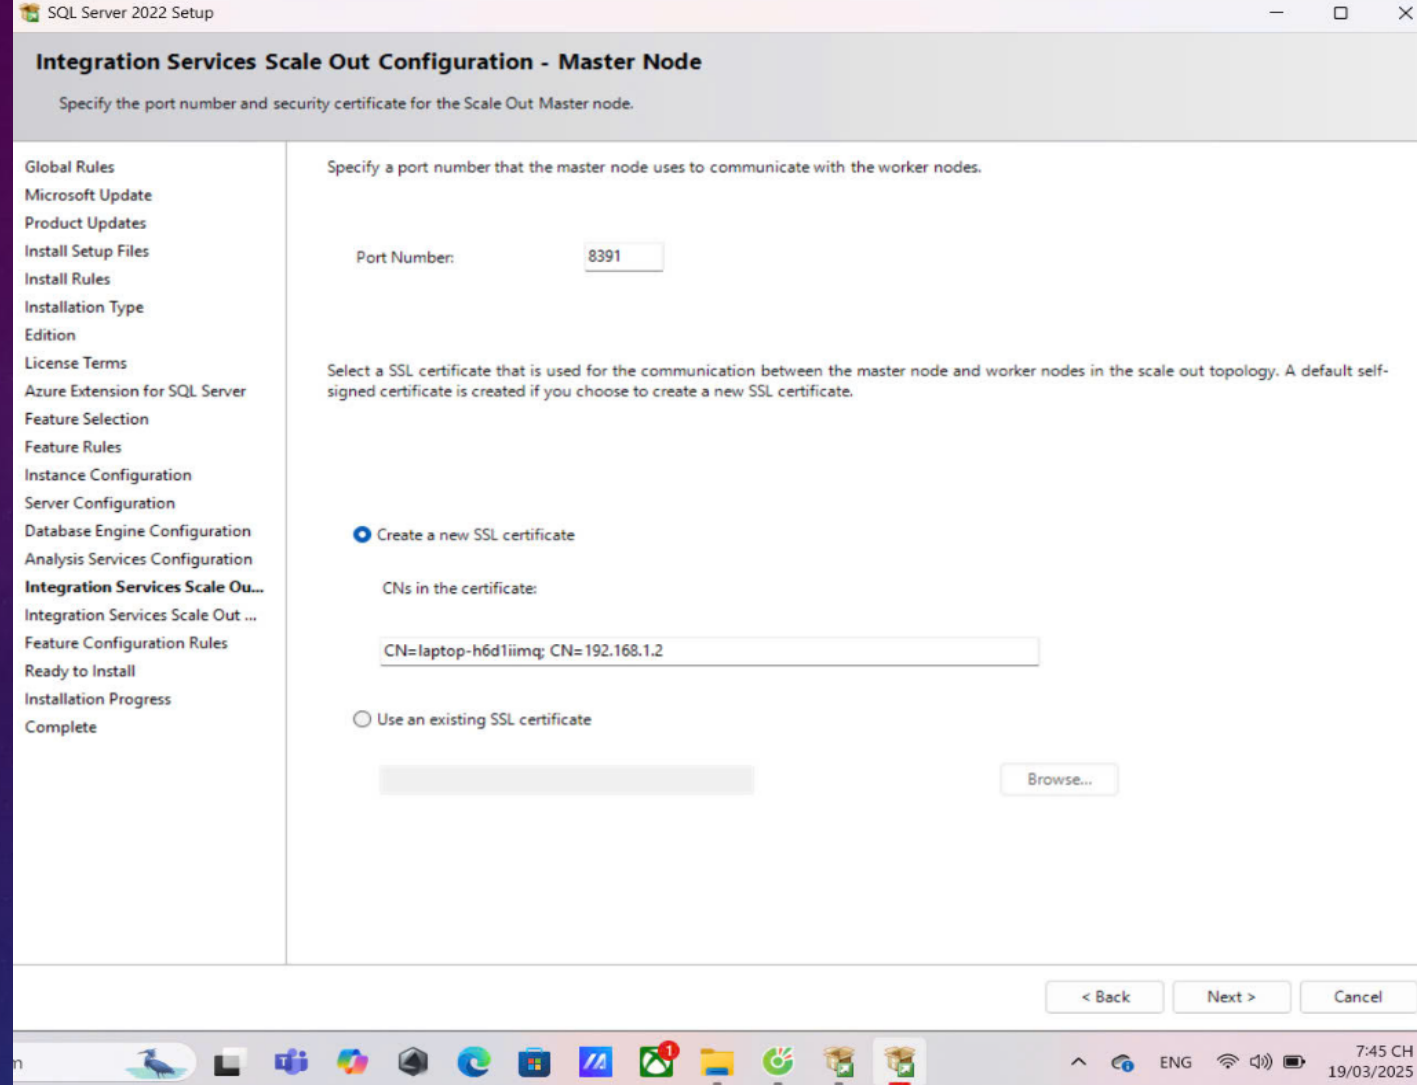 SQL Server 2022 Setup
Integration Services Scale Out Configuration - Master Node
Specify the port number and security certificate for the Scale Out Master node.
Global Rules
Microsoft Update
Product Updates
Install Setup Files
Install Rules
Installation Type
Edition
License Terms
Azure Extension for SQL Server
Feature Selection
Feature Rules
Instance Configuration
Server Configuration
Database Engine Configuration
Analysis Services Configuration
Integration Services Scale Ou...
Integration Services Scale Out ...
Feature Configuration Rules
Ready to Install
Installation Progress
Complete
Specify a port number that the master node uses to communicate with the worker nodes.
Port Number: 8391
Select a SSL certificate that is used for the communication between the master node and worker nodes in the scale out topology. A default self-
signed certificate is created if you choose to create a new SSL certificate.
Create a new SSL certificate
CNs in the certificate:
CN=laptop-h6d1iimq; CN=192.168.1.2
Use an existing SSL certificate
Browse...
< Back Next > Cancel
1
ENG
7:45 CH
19/03/2025